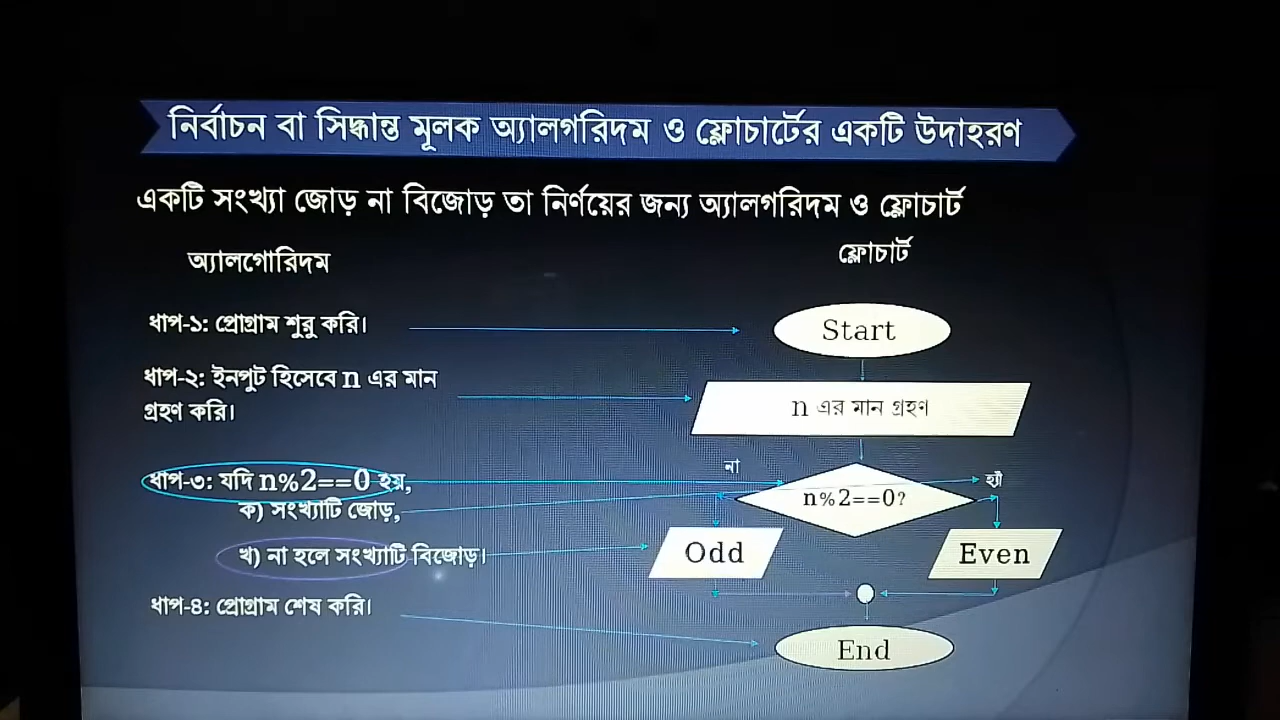 নির্বাচন বা সিদ্ধান্ত মূলক অ্যালগরিদম ও ফ্লোচার্টের একটি উদাহরণ
একটি সংখ্যা জোড় না বিজোড় তা নির্ণয়ের জন্য অ্যালগরিদম ও ফ্লোচার্ট
অ্যালগোরিদম
ধাপ-১: প্রোগ্রাম শুরু করি।
ধাপ-২: ইনপুট হিসেবে n এর মান
গ্রহণ করি।
ধাপ-৩: যদি n%2==0 হয়,
ক) সংখ্যাটি জোড়,
খ) না হলে সংখ্যাটি বিজোড়।
ধাপ-৪: প্রোগ্রাম শেষ করি।
ফ্লোচার্ট
Start
n এর মান গ্রহণ
না
হ্যাঁ
n%2==0?
Odd
Even
End